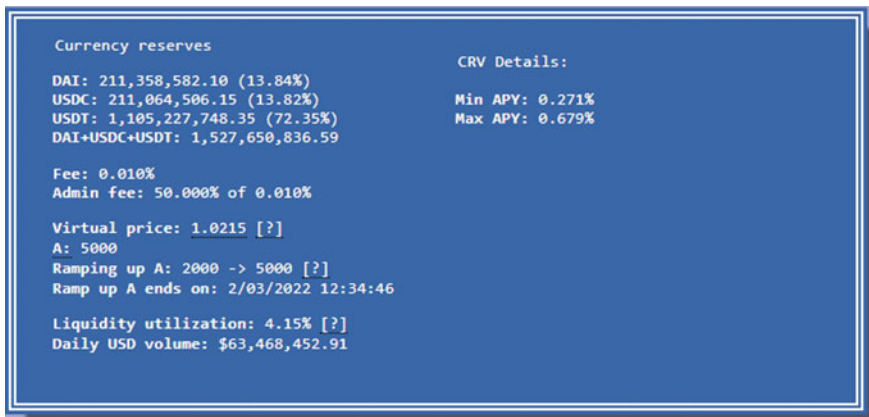 Currency reserves
DAI: 211,358,582.10 (13.84%)
USDC: 211,064,506.15 (13.82%)
USDT: 1,105,227,748.35 (72.35%)
DAI+USDC+USDT: 1,527,650,836.59
Fee: 0.010%
Admin fee: 50.000% of 0.010%
Virtual price: 1.0215 [?]
A: 5000
Ramping up A: 2000 -> 5000 [?]
Ramp up A ends on: 2/03/2022 12:34:46
Liquidity utilization: 4.15% [?]
Daily USD volume: $63,468,452.91
CRV Details:
Min APY: 0.271%
Max APY: 0.679%